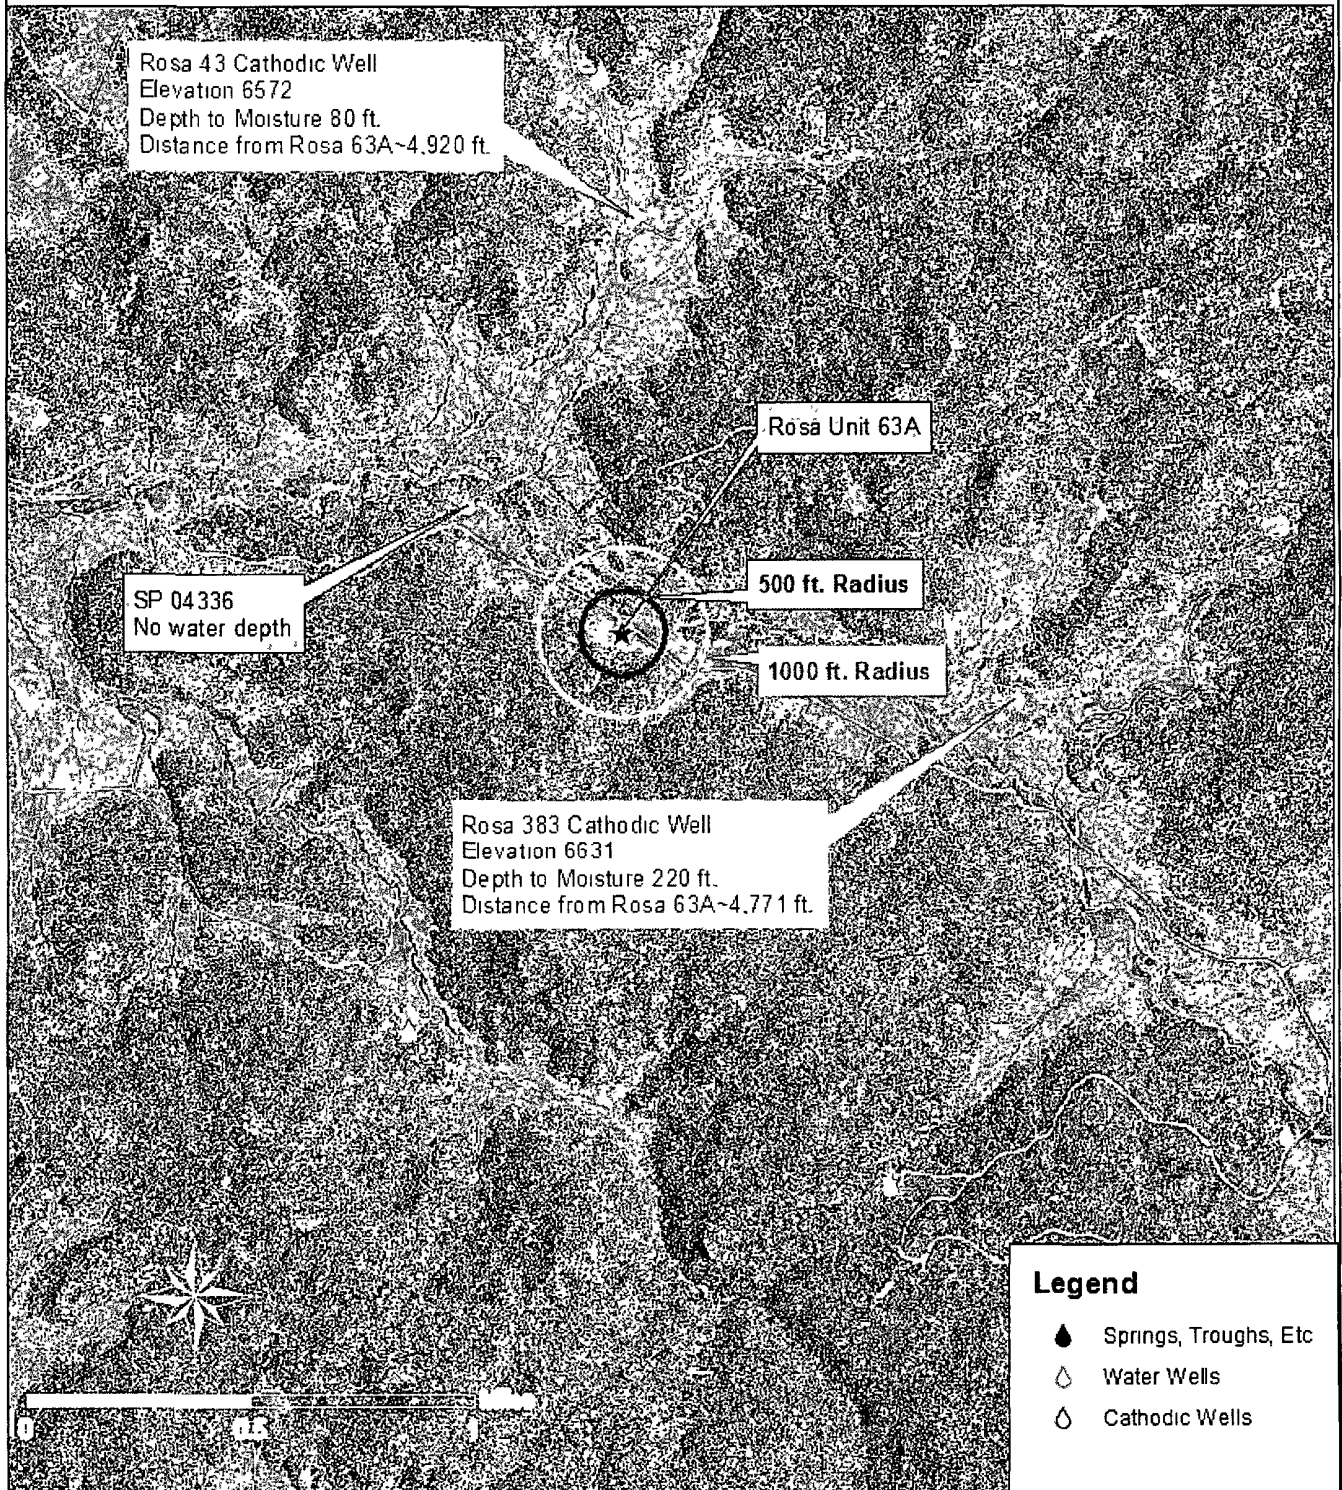 Rosa 43 Cathodic Well
Elevation 6572
Depth to Moisture 80 ft.
Distance from Rosa 63A~4,920 ft.
Rosa Unit 63A
500 ft. Radius
SP 04336
No water depth
1000 ft. Radius
Rosa 383 Cathodic Well
Elevation 6631
Depth to Moisture 220 ft.
Distance from Rosa 63A~4,771 ft.
Legend
Springs, Troughs, Etc
Water Wells
Cathodic Wells
0 1